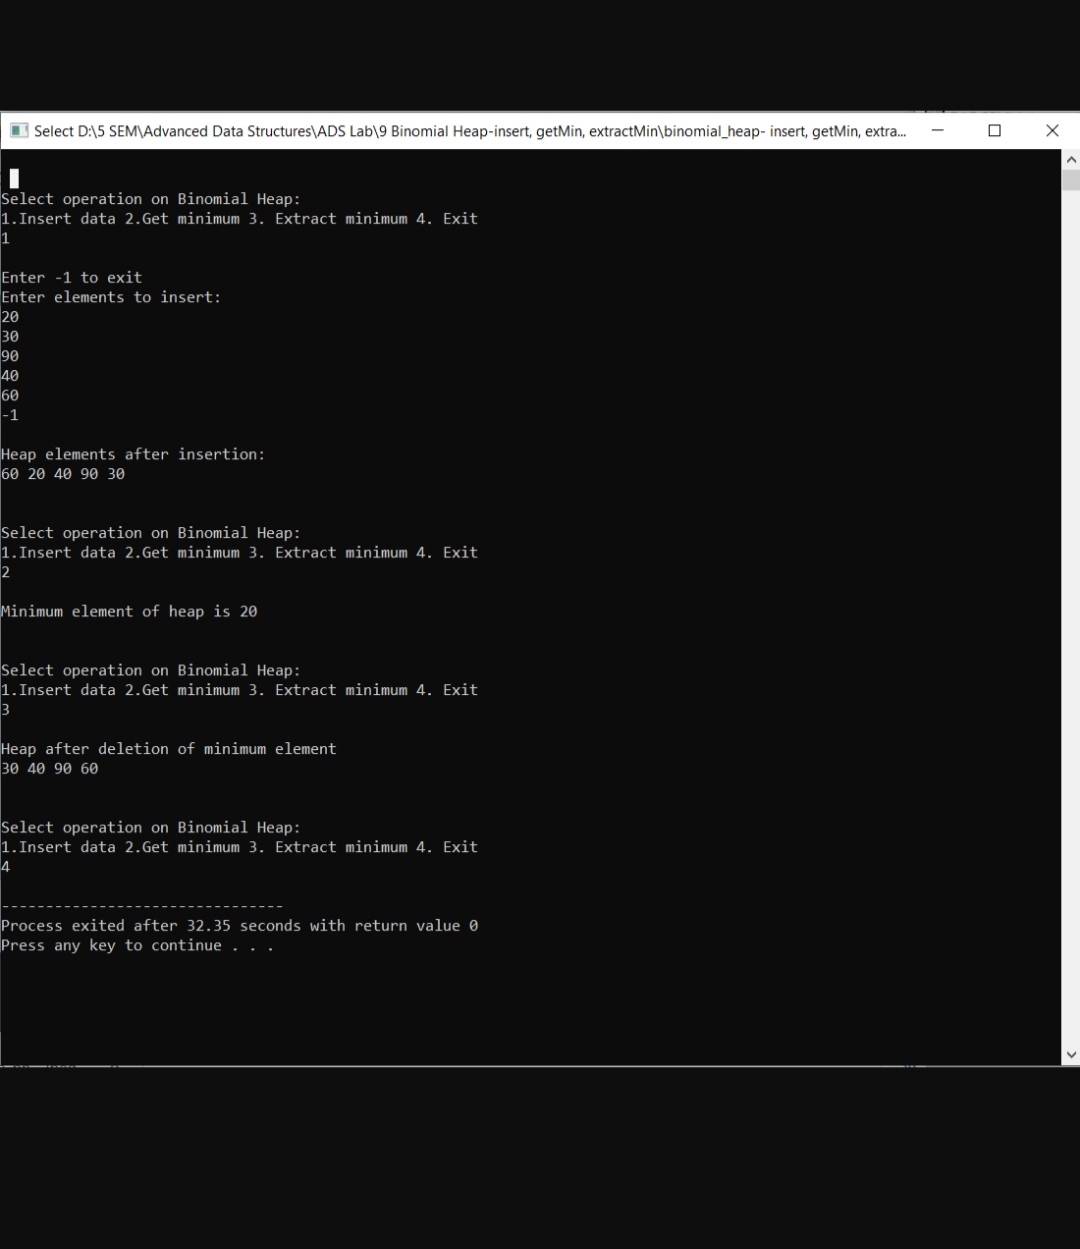 Select D:\5 SEM\Advanced Data Structures\ADS Lab\9 Binomial Heap-insert, getMin, extractMin\binomial_heap- insert, getMin, extra...
Select operation on Binomial Heap:
1.Insert data 2.Get minimum 3. Extract minimum 4. Exit
1
Enter -1 to exit
Enter elements to insert:
20
30
90
40
60
-1
Heap elements after insertion:
60 20 40 90 30
Select operation on Binomial Heap:
1.Insert data 2.Get minimum 3. Extract minimum 4. Exit
2
Minimum element of heap is 20
Select operation on Binomial Heap:
1.Insert data 2.Get minimum 3. Extract minimum 4. Exit
3
Heap after deletion of minimum element
30 40 90 60
Select operation on Binomial Heap:
1.Insert data 2.Get minimum 3. Extract minimum 4. Exit
4
--------------------------------
Process exited after 32.35 seconds with return value 0
Press any key to continue . . .